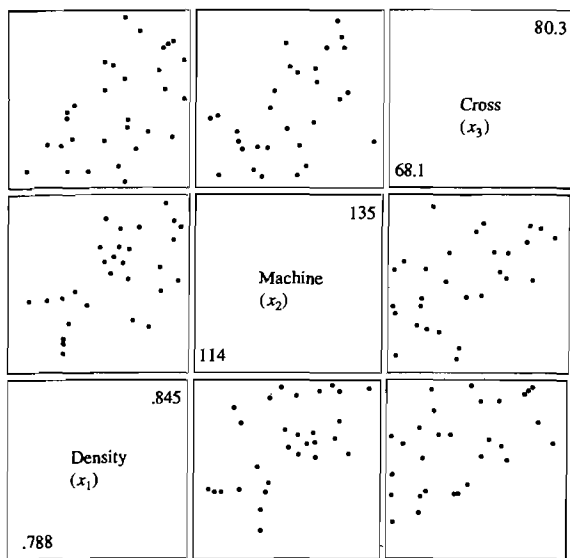 80.3
Cross
(x₃)
68.1
135
Machine
(x₂)
114
.845
Density
(x₁)
.788